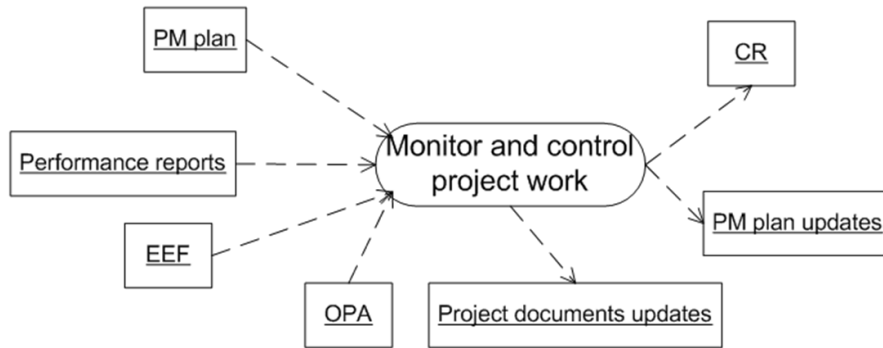 PM plan
CR
Monitor and control
project work
Performance reports
PM plan updates
EEF
OPA
Project documents updates